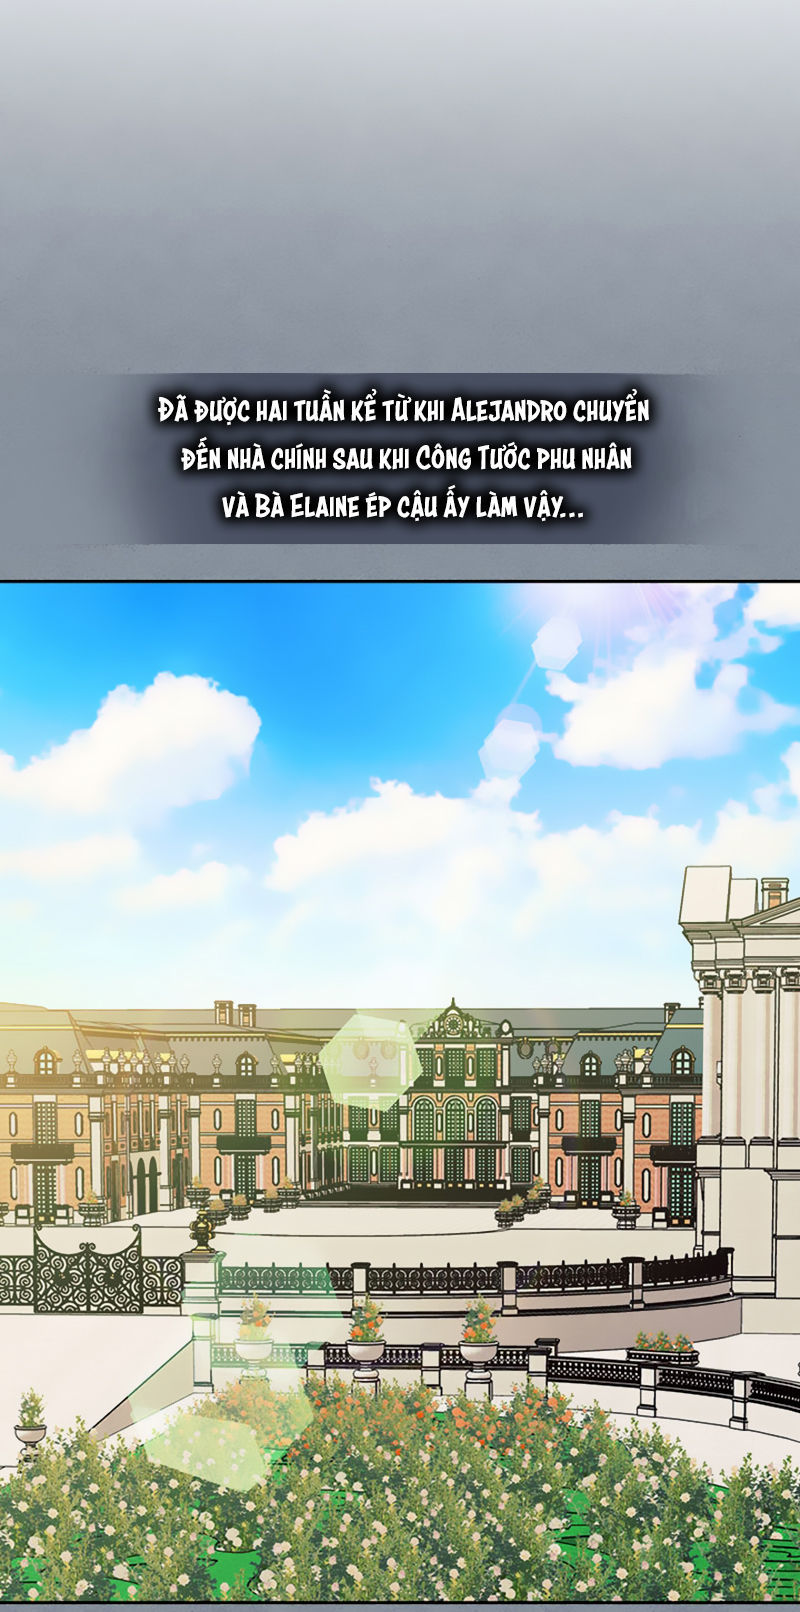 ĐÃ ĐƯỢC HAI TUẦN KỂ TỪ KHI ALEJANDRO CHUYỂN
ĐẾN NHÀ CHÍNH SAU KHI CÔNG TƯỚC PHU NHÂN
VÀ BÀ ELAINE ÉP CẬU ẤY LÀM VẬY...